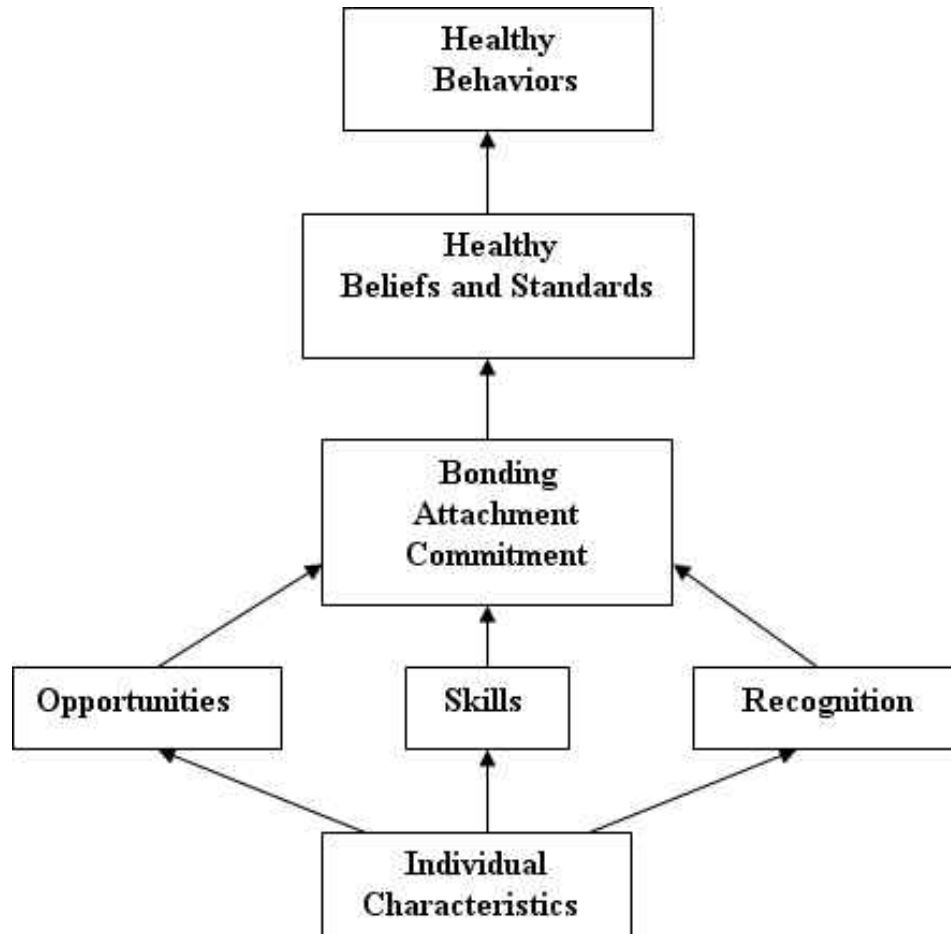 Healthy
Behaviors
Healthy
Beliefs and Standards
Bonding
Attachment
Commitment
Opportunities
Skills
Recognition
Individual
Characteristics